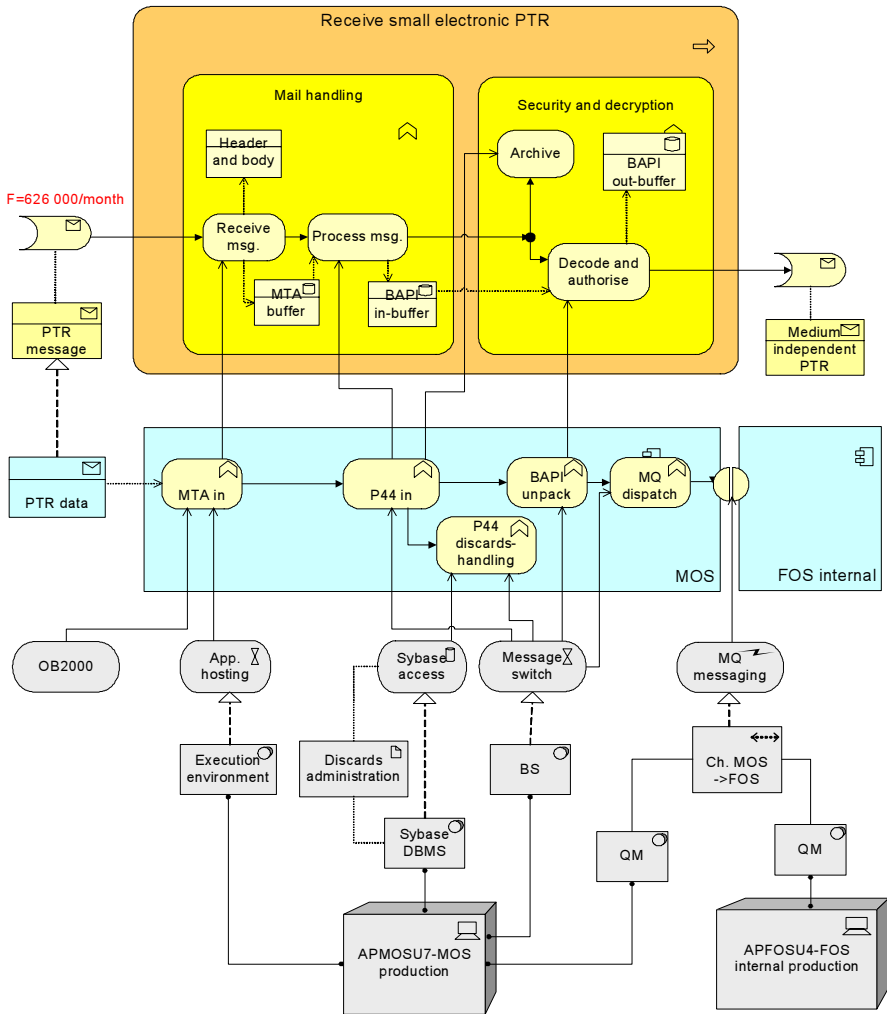 Receive small electronic PTR
Mail handling
Security and decryption
Header
and body
Archive
BAPI
out-buffer
F=626 000/month
Receive
msg.
Process msg.
Decode and
authorise
MTA
buffer
BAPI
in-buffer
PTR
message
Medium
independent
PTR
PTR data
MTA in
P44 in
BAPI
unpack
MQ
dispatch
P44
discards-
handling
MOS
FOS internal
OB2000
App.
hosting
Sybase
access
Message
switch
MQ
messaging
Execution
environment
Discards
administration
BS
Ch. MOS
->FOS
Sybase
DBMS
QM
QM
APMOSU7-MOS
production
APFOSU4-FOS
internal production